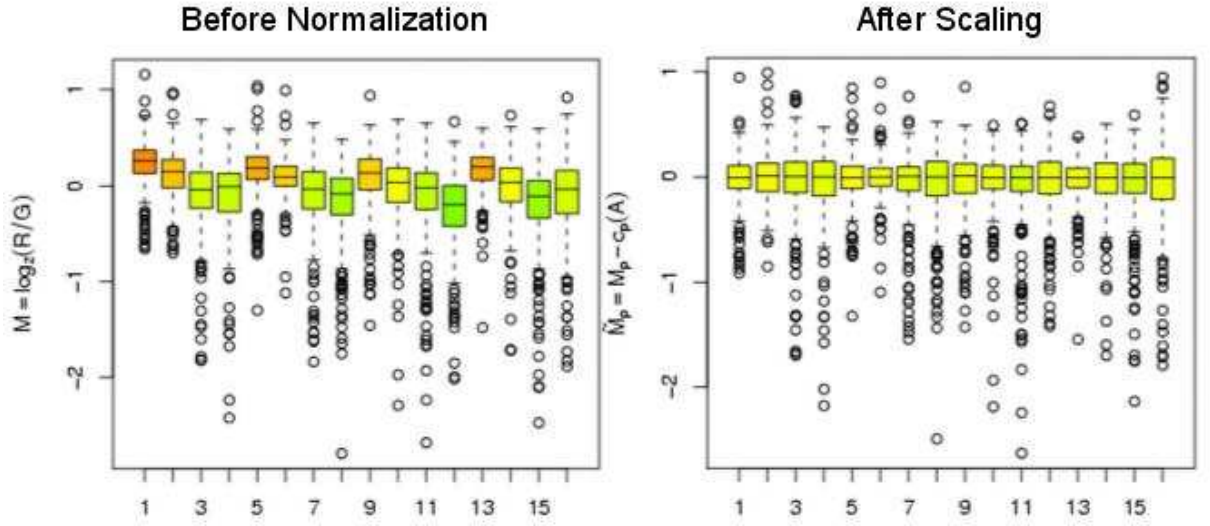 Before Normalization
After Scaling
M = log₂(R/G)
1
0
−1
−2
1 3 5 7 9 11 13 15
M̃ₚ = Mₚ − cₚ(A)
1
0
−1
−2
1 3 5 7 9 11 13 15